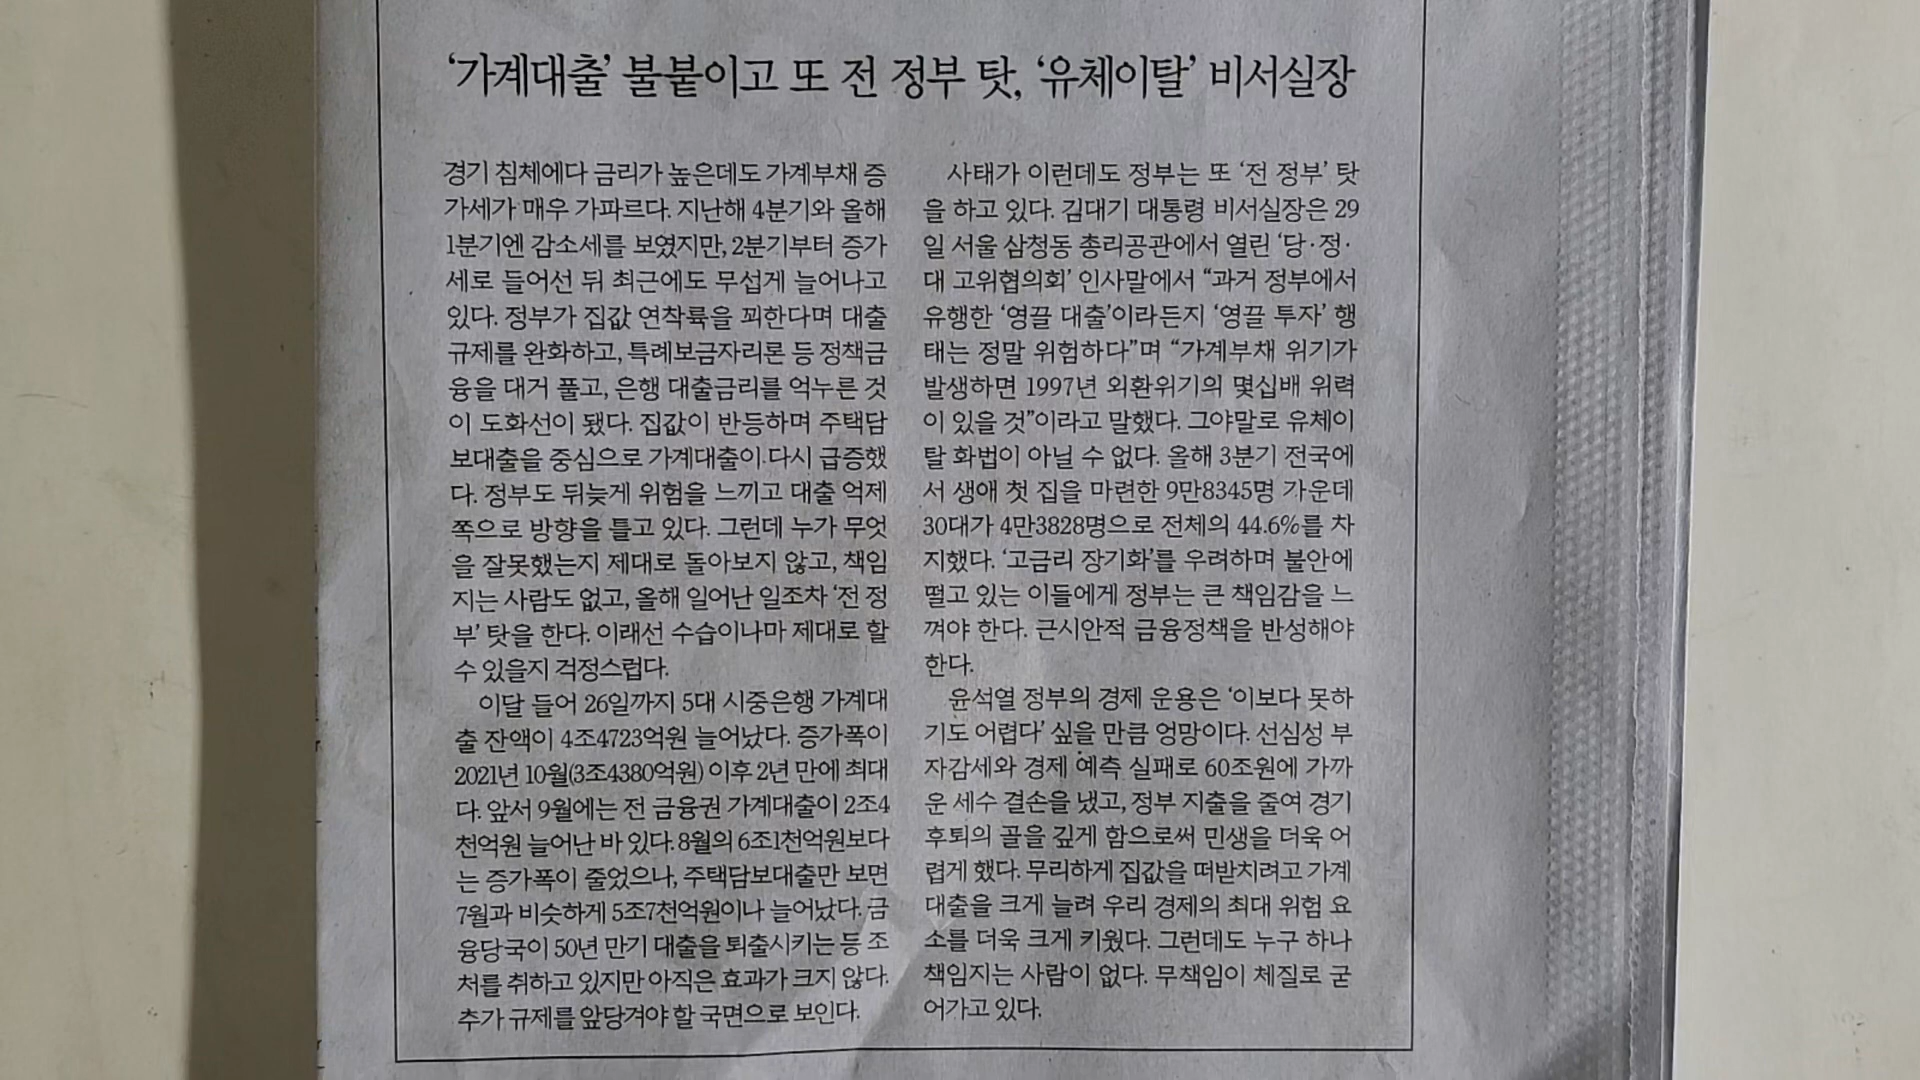 ‘가계대출’ 불붙이고 또 전 정부 탓, ‘유체이탈’ 비서실장
경기 침체에다 금리가 높은데도 가계부채 증
가세가 매우 가파르다. 지난해 4분기와 올해
1분기엔 감소세를 보였지만, 2분기부터 증가
세로 들어선 뒤 최근에도 무섭게 늘어나고
있다. 정부가 집값 연착륙을 꾀한다며 대출
규제를 완화하고, 특례보금자리론 등 정책금
융을 대거 풀고, 은행 대출금리를 억누른 것
이 도화선이 됐다. 집값이 반등하며 주택담
보대출을 중심으로 가계대출이 다시 급증했
다. 정부도 뒤늦게 위험을 느끼고 대출 억제
쪽으로 방향을 틀고 있다. 그런데 누가 무엇
을 잘못했는지 제대로 돌아보지 않고, 책임
지는 사람도 없고, 올해 일어난 일조차 ‘전 정
부’ 탓을 한다. 이래선 수습이나마 제대로 할
수 있을지 걱정스럽다.
이달 들어 26일까지 5대 시중은행 가계대
출 잔액이 4조4723억원 늘어났다. 증가폭이
2021년 10월(3조4380억원) 이후 2년 만에 최대
다. 앞서 9월에는 전 금융권 가계대출이 2조4
천억원 늘어난 바 있다. 8월의 6조1천억원보다
는 증가폭이 줄었으나, 주택담보대출만 보면
7월과 비슷하게 5조7천억원이나 늘어났다. 금
융당국이 50년 만기 대출을 퇴출시키는 등 조
처를 취하고 있지만 아직은 효과가 크지 않다.
추가 규제를 앞당겨야 할 국면으로 보인다.
사태가 이런데도 정부는 또 ‘전 정부’ 탓
을 하고 있다. 김대기 대통령 비서실장은 29
일 서울 삼청동 총리공관에서 열린 ‘당·정·
대 고위협의회’ 인사말에서 “과거 정부에서
유행한 ‘영끌 대출’이라든지 ‘영끌 투자’ 행
태는 정말 위험하다”며 “가계부채 위기가
발생하면 1997년 외환위기의 몇십배 위력
이 있을 것”이라고 말했다. 그야말로 유체이
탈 화법이 아닐 수 없다. 올해 3분기 전국에
서 생애 첫 집을 마련한 9만8345명 가운데
30대가 4만3828명으로 전체의 44.6%를 차
지했다. ‘고금리 장기화’를 우려하며 불안에
떨고 있는 이들에게 정부는 큰 책임감을 느
껴야 한다. 근시안적 금융정책을 반성해야
한다.
윤석열 정부의 경제 운용은 ‘이보다 못하
기도 어렵다’ 싶을 만큼 엉망이다. 선심성 부
자감세와 경제 예측 실패로 60조원에 가까
운 세수 결손을 냈고, 정부 지출을 줄여 경기
후퇴의 골을 깊게 함으로써 민생을 더욱 어
렵게 했다. 무리하게 집값을 떠받치려고 가계
대출을 크게 늘려 우리 경제의 최대 위험 요
소를 더욱 크게 키웠다. 그런데도 누구 하나
책임지는 사람이 없다. 무책임이 체질로 굳
어가고 있다.